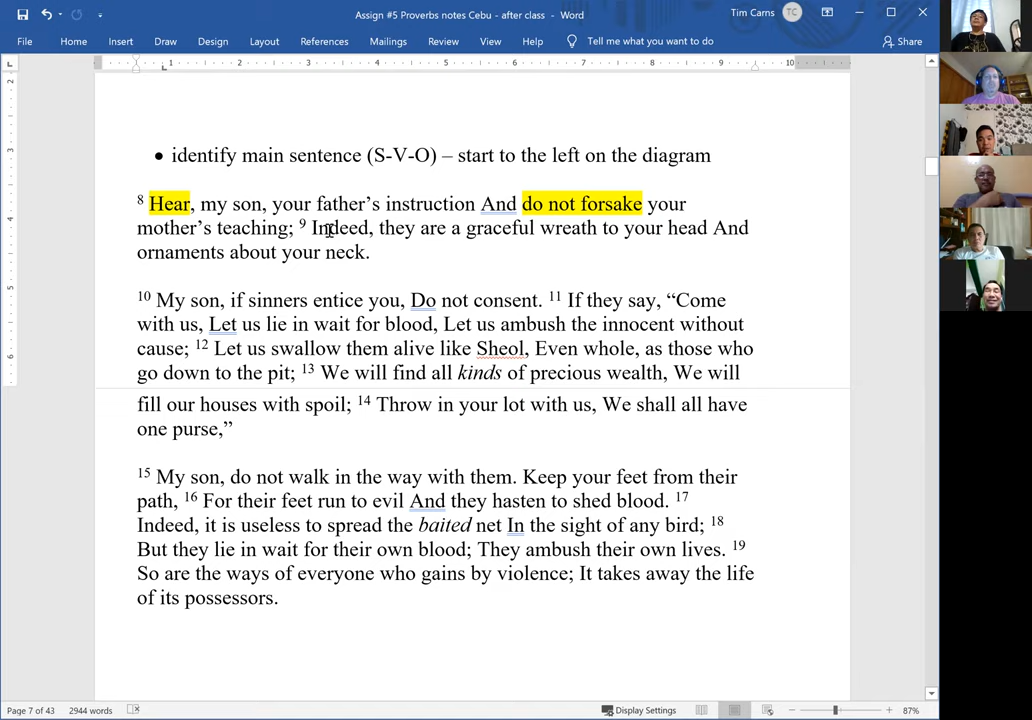 Assign #5 Proverbs notes Cebu - after class - Word
Tim Carns TC
File Home Insert Draw Design Layout References Mailings Review View Help Tell me what you want to do Share
1 2 3 4 5 6 7 8 9 10
• identify main sentence (S-V-O) – start to the left on the diagram
8 Hear, my son, your father’s instruction And do not forsake your
mother’s teaching; 9 Indeed, they are a graceful wreath to your head And
ornaments about your neck.
10 My son, if sinners entice you, Do not consent. 11 If they say, “Come
with us, Let us lie in wait for blood, Let us ambush the innocent without
cause; 12 Let us swallow them alive like Sheol, Even whole, as those who
go down to the pit; 13 We will find all kinds of precious wealth, We will
fill our houses with spoil; 14 Throw in your lot with us, We shall all have
one purse,”
15 My son, do not walk in the way with them. Keep your feet from their
path, 16 For their feet run to evil And they hasten to shed blood. 17
Indeed, it is useless to spread the baited net In the sight of any bird; 18
But they lie in wait for their own blood; They ambush their own lives. 19
So are the ways of everyone who gains by violence; It takes away the life
of its possessors.
Page 7 of 43 2944 words Display Settings 87%